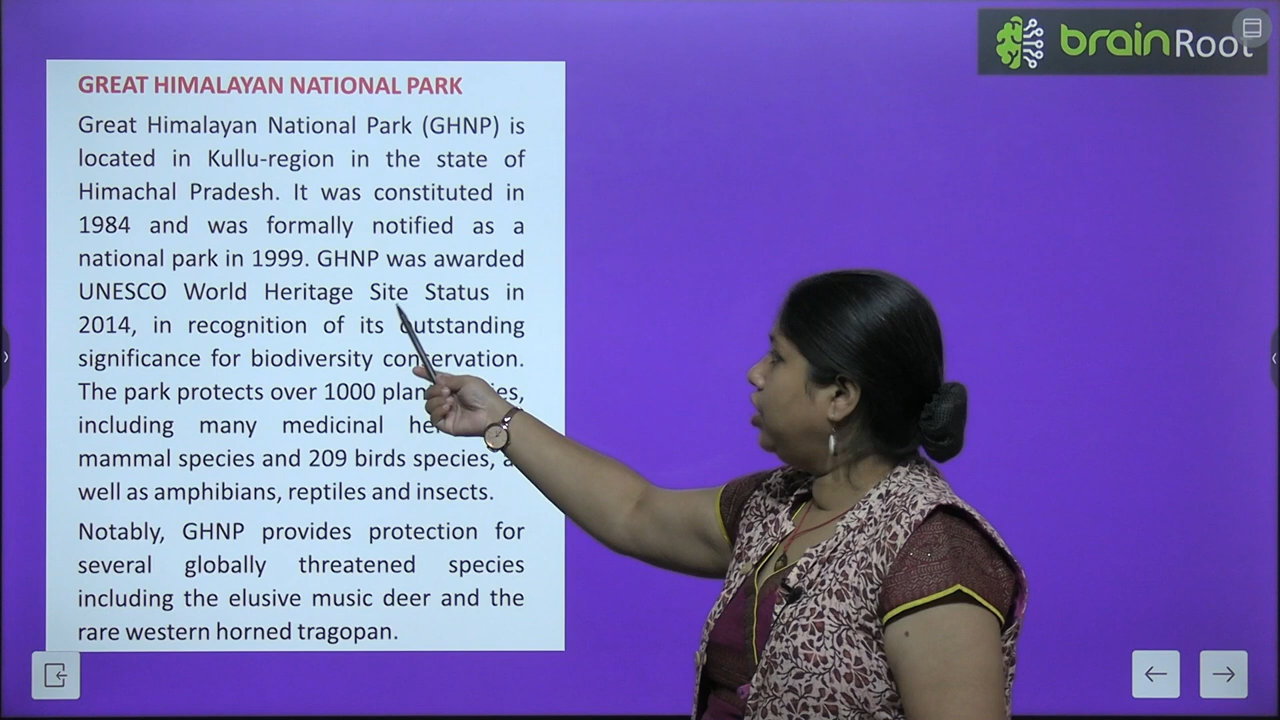 brainRoot
GREAT HIMALAYAN NATIONAL PARK
Great Himalayan National Park (GHNP) is
located in Kullu-region in the state of
Himachal Pradesh. It was constituted in
1984 and was formally notified as a
national park in 1999. GHNP was awarded
UNESCO World Heritage Site Status in
2014, in recognition of its outstanding
significance for biodiversity conservation.
The park protects over 1000 plant
including many medicinal
mammal species and 209 birds species,
well as amphibians, reptiles and insects.
Notably, GHNP provides protection for
several globally threatened species
including the elusive music deer and the
rare western horned tragopan.